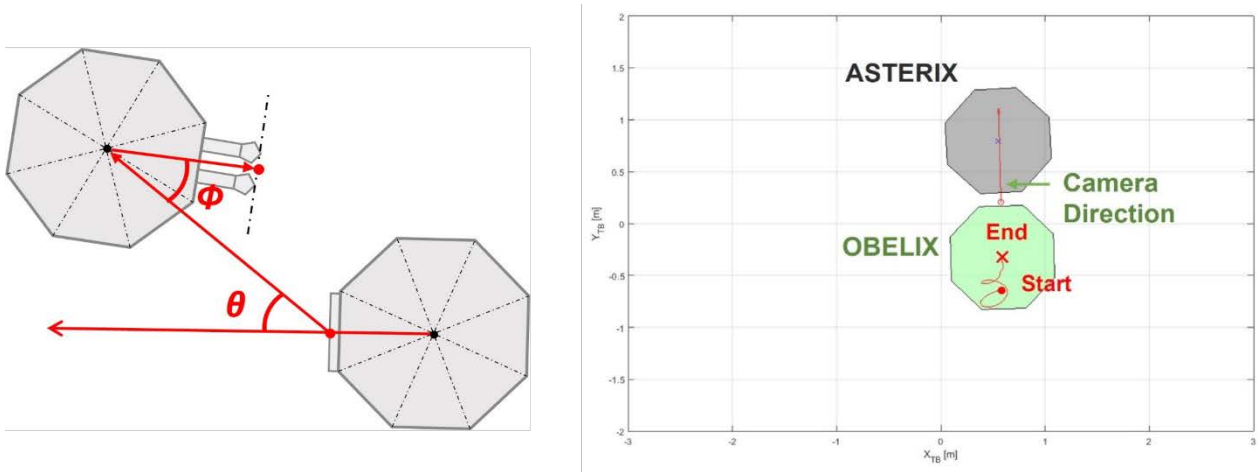 Φ
θ
2
1.5
1
0.5
0
-0.5
-1
-1.5
-2
Y_TB [m]
ASTERIX
Camera
Direction
OBELIX
End
Start
-3
-2
-1
0
1
2
3
X_TB [m]